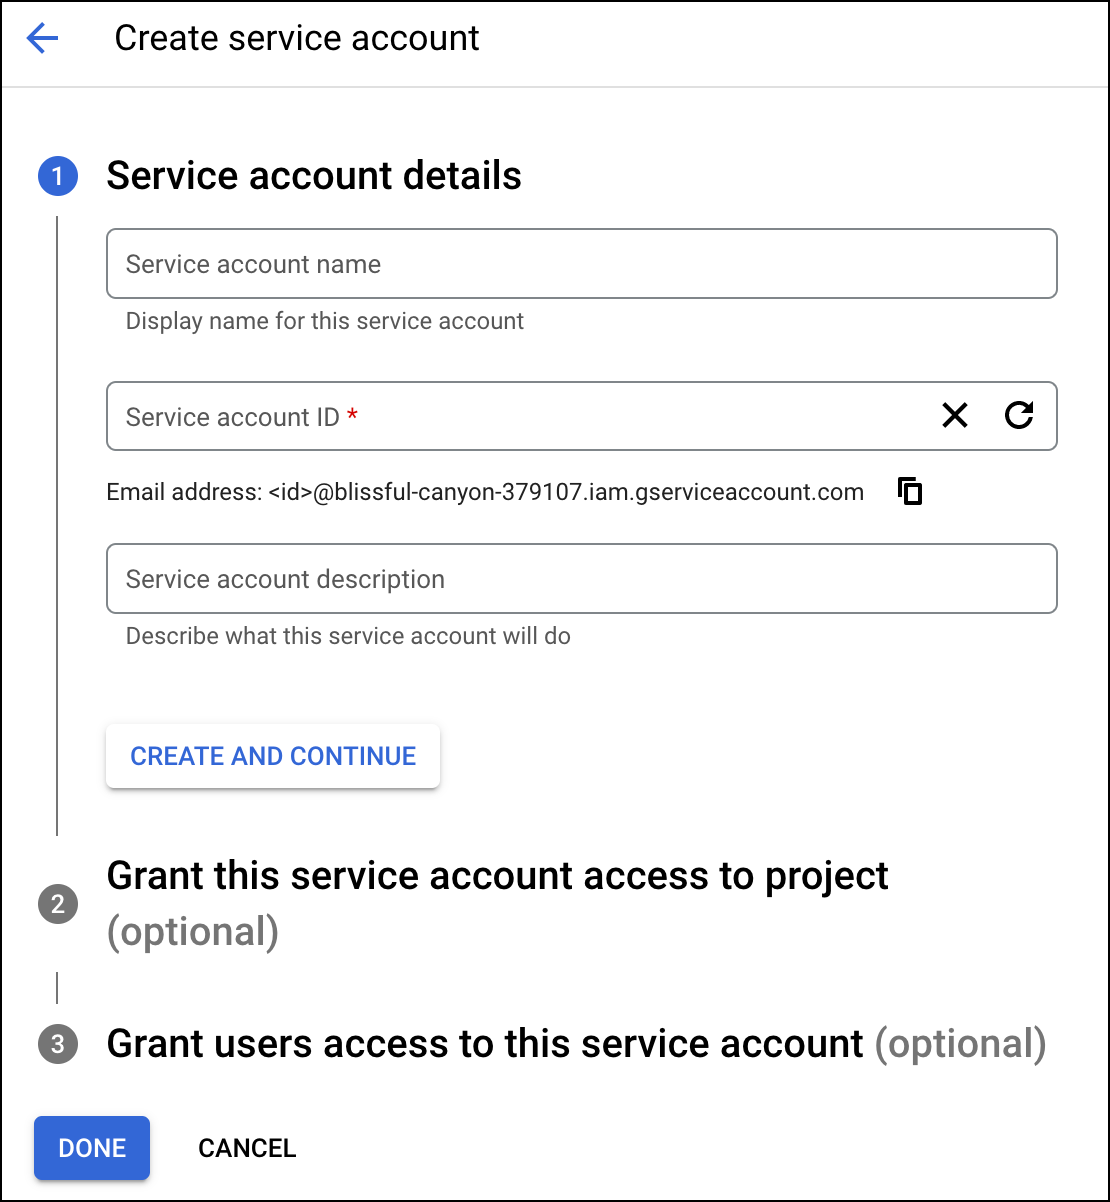 Create service account
1 Service account details
Service account name
Display name for this service account
Service account ID *
Email address: <id>@blissful-canyon-379107.iam.gserviceaccount.com
Service account description
Describe what this service account will do
CREATE AND CONTINUE
2 Grant this service account access to project
(optional)
3 Grant users access to this service account (optional)
DONE CANCEL